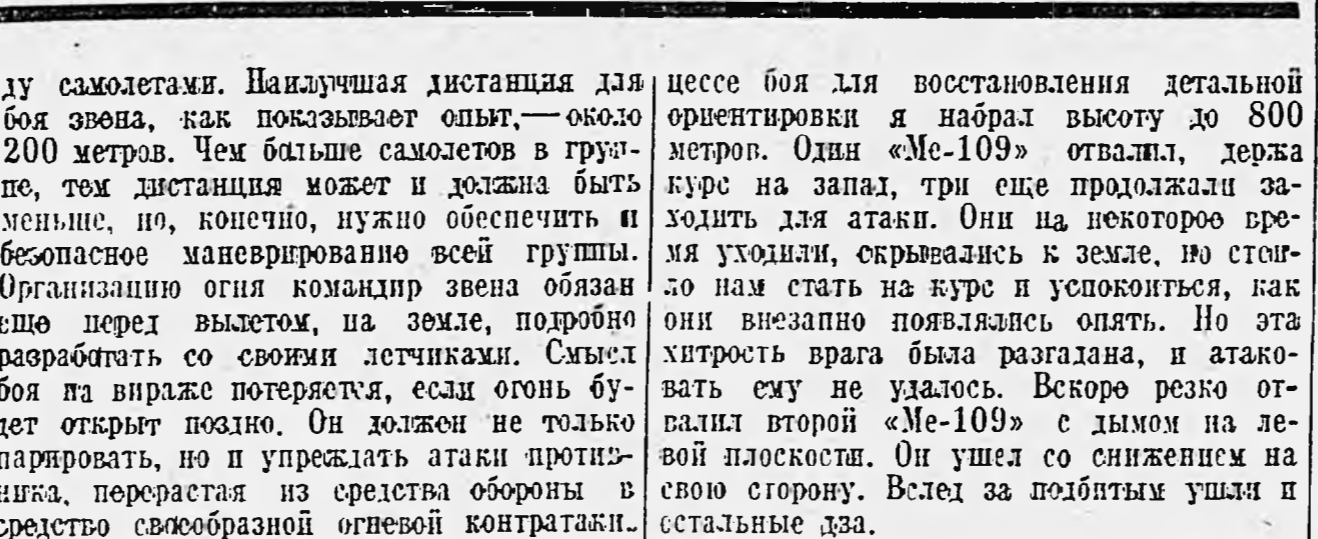 ду самолетами. Наилучшая дистанция для
боя звена, как показывает опыт,— около
200 метров. Чем больше самолетов в груп-
пе, тем дистанция может и должна быть
меньше, но, конечно, нужно обеспечить и
безопасное маневрирование всей группы.
Организацию огня командир звена обязан
еще перед вылетом, на земле, подробно
разработать со своими летчиками. Смысл
боя на вираже потеряется, если огонь бу-
дет открыт поздно. Он должен не только
парировать, но и упреждать атаки против-
ника, перерастая из средства обороны в
средство своеобразной огневой контратаки.
цессе боя для восстановления детальной
ориентировки я набрал высоту до 800
метров. Один «Ме-109» отвалил, держа
курс на запад, три еще продолжали за-
ходить для атаки. Они на некоторое вре-
мя уходили, скрывались к земле, но стои-
ло нам стать на курс и успокоиться, как
они внезапно появлялись опять. Но эта
хитрость врага была разгадана, и атако-
вать ему не удалось. Вскоре резко от-
валил второй «Ме-109» с дымом на ле-
вой плоскости. Он ушел со снижением на
свою сторону. Вслед за подбитым ушли и
остальные два.